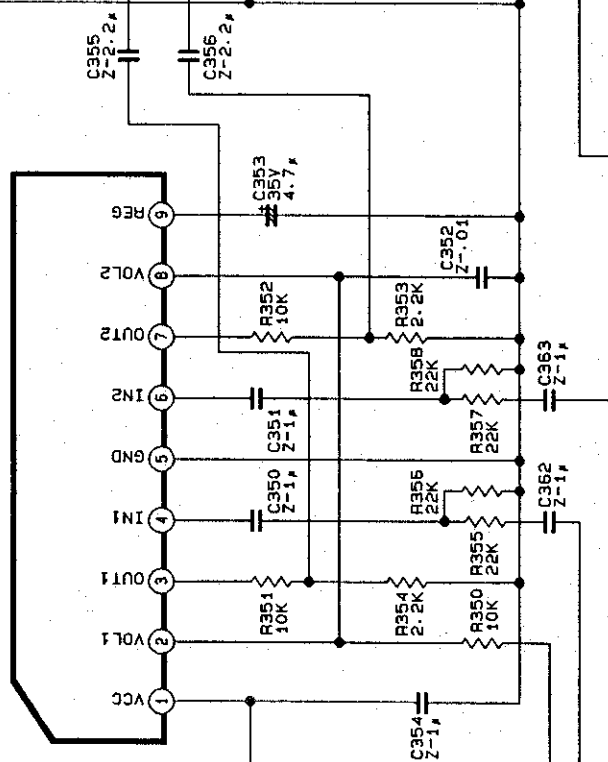 C355
Z-2.2µ
C356
Z-2.2µ
C353
35V
4.7µ
+
9
REG
C352
Z-.01
8
VOL2
R352
10K
R353
2.2K
7
OUT2
R358
22K
C363
Z-1µ
6
IN2
C351
Z-1µ
R357
22K
5
GND
C350
Z-1µ
R356
22K
C362
Z-1µ
4
IN1
R355
22K
3
OUT1
R351
10K
R354
2.2K
R350
10K
2
VOL1
1
VCC
C354
Z-1µ